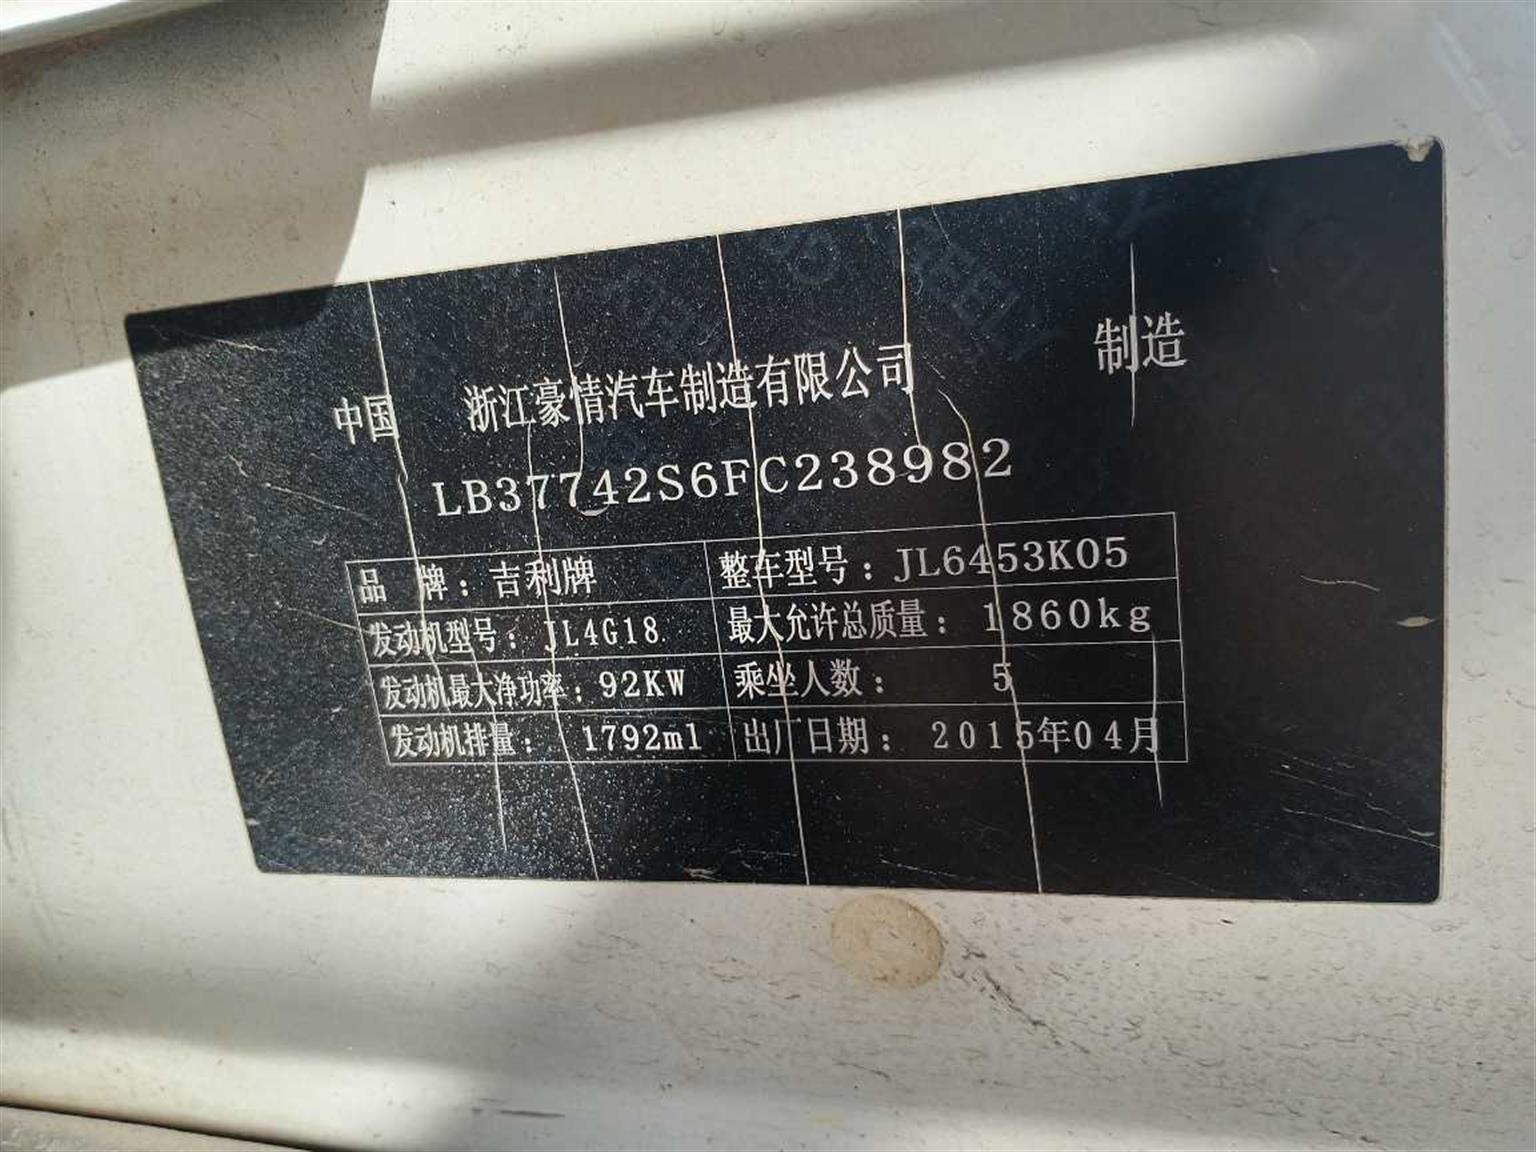 中国 浙江豪情汽车制造有限公司 制造
LB37742S6FC238982
品 牌：吉利牌 整车型号：JL6453K05
发动机型号：JL4G18 最大允许总质量：1860kg
发动机最大净功率：92KW 乘坐人数：5
发动机排量：1792ml 出厂日期：2015年04月